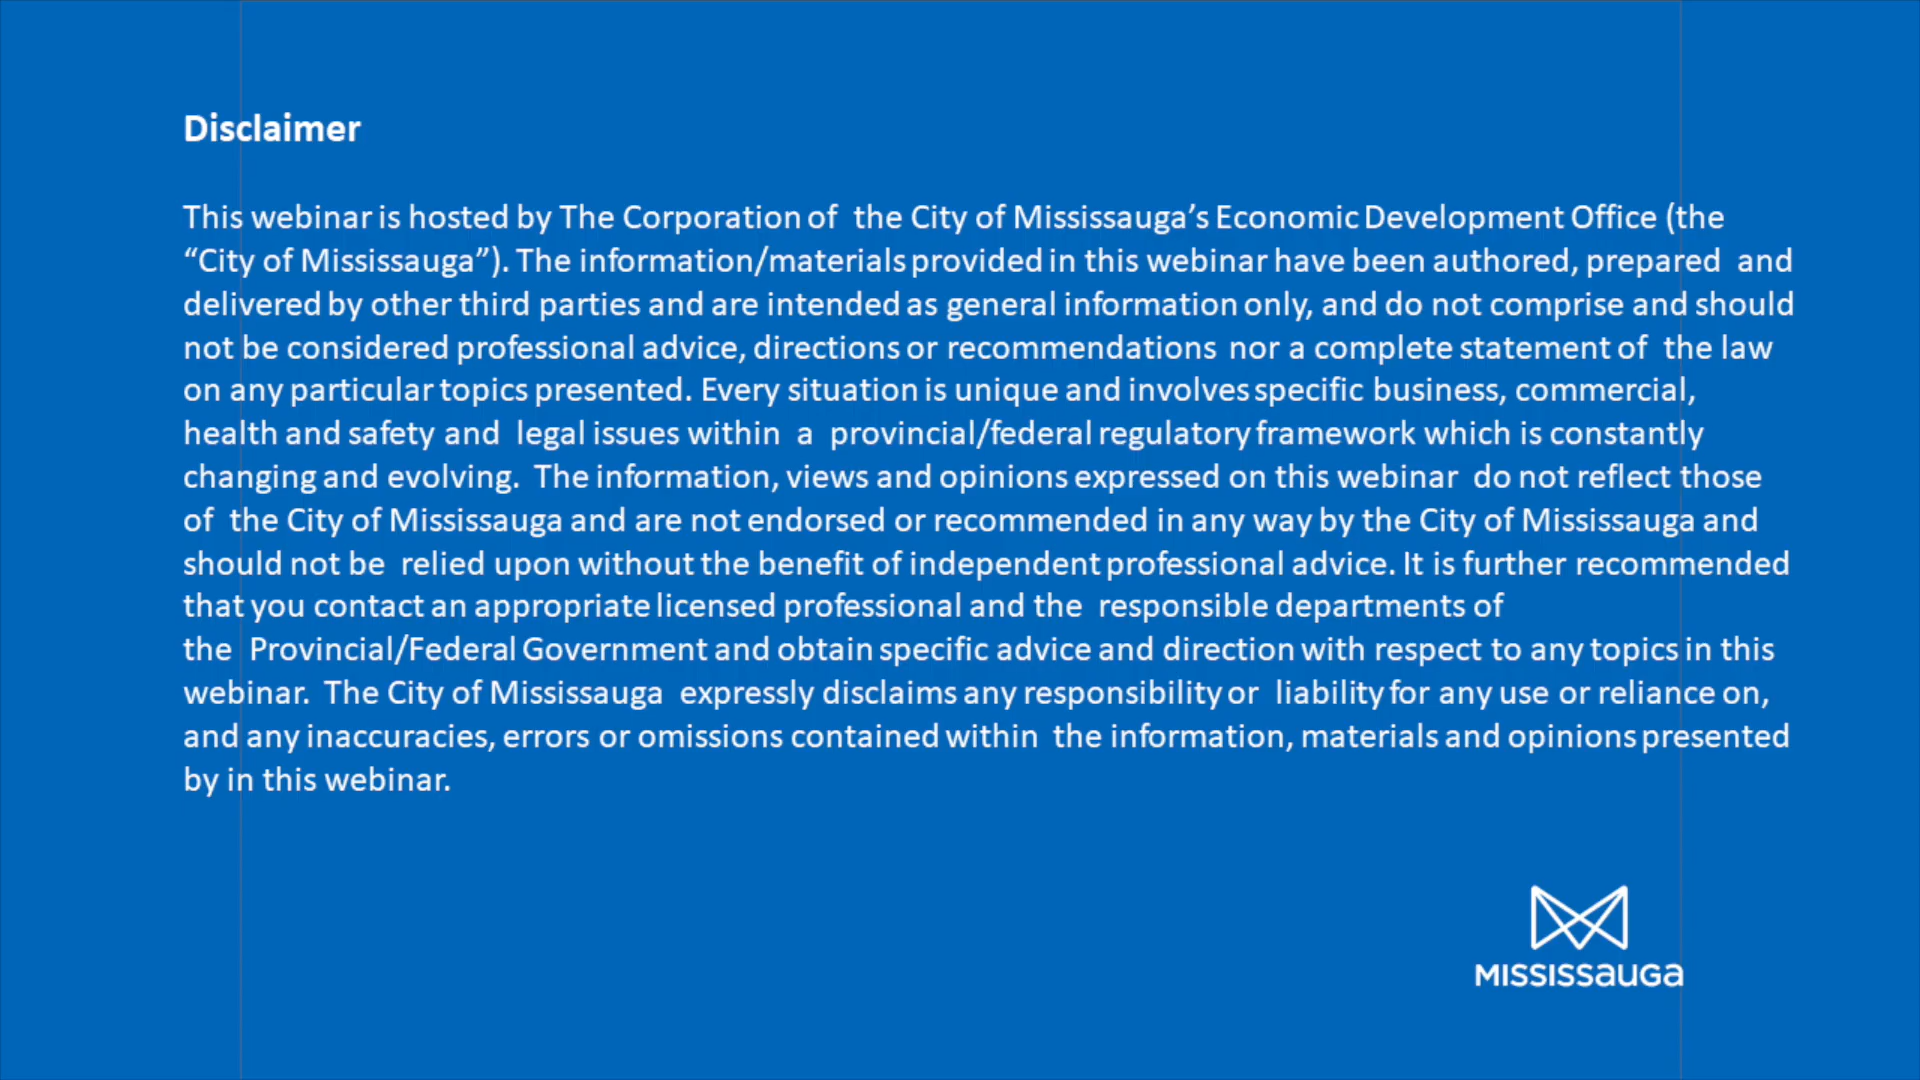 Disclaimer
This webinar is hosted by The Corporation of the City of Mississauga’s Economic Development Office (the
“City of Mississauga”). The information/materials provided in this webinar have been authored, prepared and
delivered by other third parties and are intended as general information only, and do not comprise and should
not be considered professional advice, directions or recommendations nor a complete statement of the law
on any particular topics presented. Every situation is unique and involves specific business, commercial,
health and safety and legal issues within a provincial/federal regulatory framework which is constantly
changing and evolving. The information, views and opinions expressed on this webinar do not reflect those
of the City of Mississauga and are not endorsed or recommended in any way by the City of Mississauga and
should not be relied upon without the benefit of independent professional advice. It is further recommended
that you contact an appropriate licensed professional and the responsible departments of
the Provincial/Federal Government and obtain specific advice and direction with respect to any topics in this
webinar. The City of Mississauga expressly disclaims any responsibility or liability for any use or reliance on,
and any inaccuracies, errors or omissions contained within the information, materials and opinions presented
by in this webinar.
MISSISSauGa